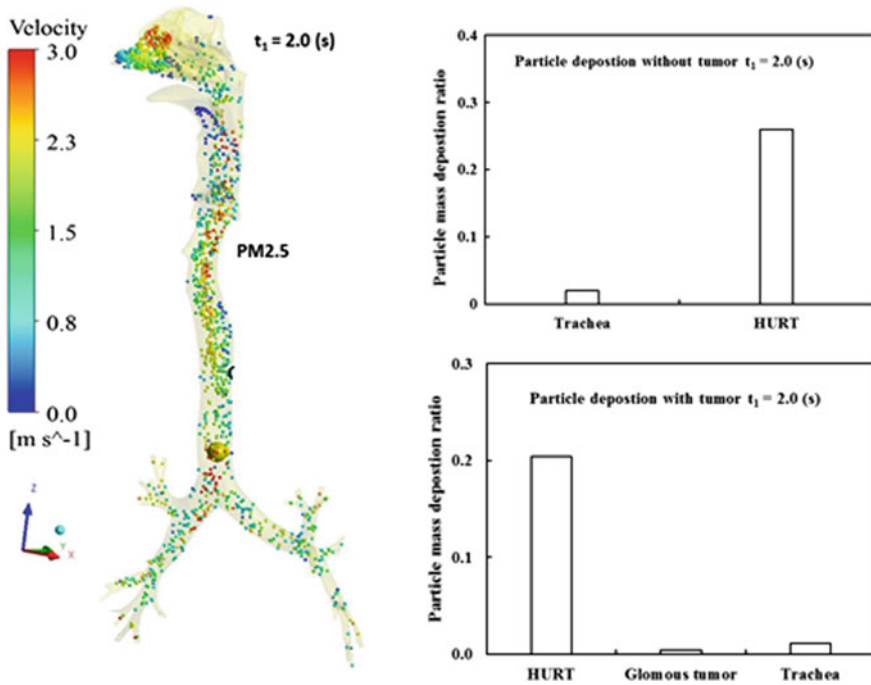 Velocity
3.0
2.3
1.5
0.8
0.0
[m s^-1]
Z
Y
X
t₁ = 2.0 (s)
PM2.5
Particle depostion without tumor t₁ = 2.0 (s)
Particle mass depostion ratio
0.4
0.3
0.2
0.1
0
Trachea
HURT
Particle depostion with tumor t₁ = 2.0 (s)
Particle mass depostion ratio
0.3
0.2
0.1
0.0
HURT
Glomous tumor
Trachea